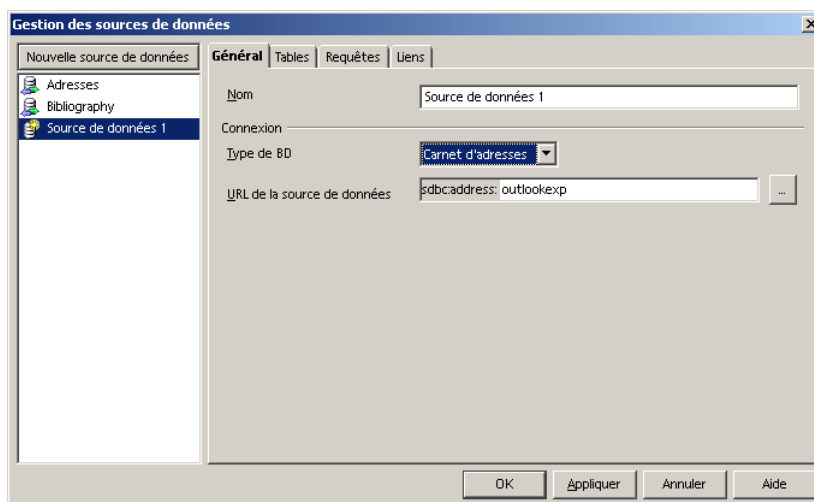 Gestion des sources de données
Nouvelle source de données
Adresses
Bibliography
Source de données 1
Général Tables Requêtes Liens
Nom Source de données 1
Connexion
Type de BD Carnet d'adresses
URL de la source de données sdbc:address: outlookexp ...
OK Appliquer Annuler Aide